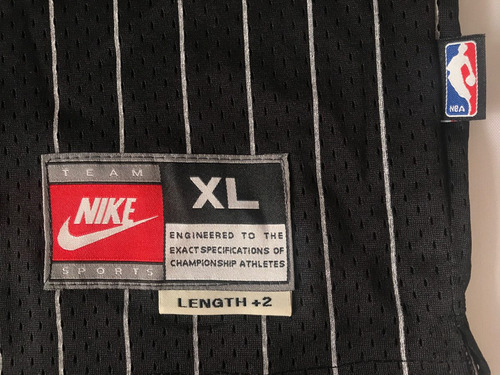 NBA
TEAM
NIKE
SPORTS
XL
ENGINEERED TO THE
EXACT SPECIFICATIONS OF
CHAMPIONSHIP ATHLETES
LENGTH +2